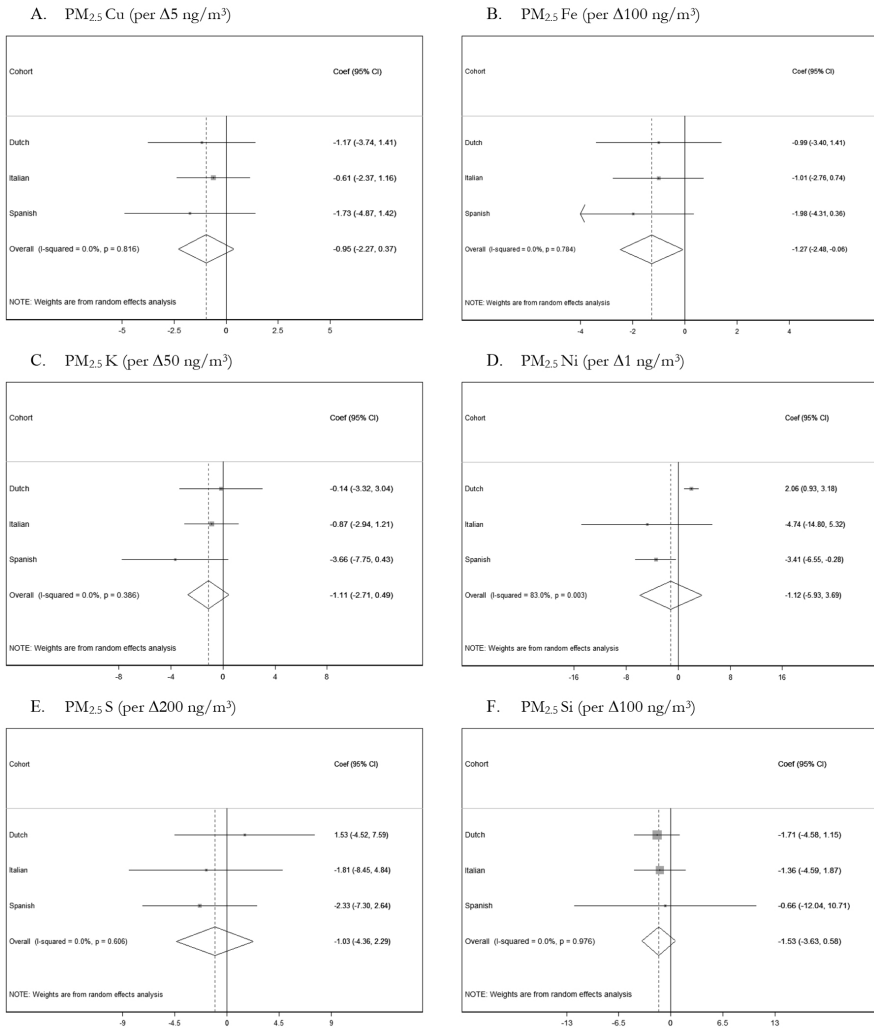 A. PM2.5 Cu (per Δ5 ng/m³)
Cohort Coef (95% CI)
Dutch -1.17 (-3.74, 1.41)
Italian -0.61 (-2.37, 1.16)
Spanish -1.73 (-4.87, 1.42)
Overall (I-squared = 0.0%, p = 0.816) -0.95 (-2.27, 0.37)
NOTE: Weights are from random effects analysis
-5 -2.5 0 2.5 5
B. PM2.5 Fe (per Δ100 ng/m³)
Cohort Coef (95% CI)
Dutch -0.99 (-3.40, 1.41)
Italian -1.01 (-2.76, 0.74)
Spanish -1.98 (-4.31, 0.36)
Overall (I-squared = 0.0%, p = 0.784) -1.27 (-2.48, -0.06)
NOTE: Weights are from random effects analysis
-4 -2 0 2 4
C. PM2.5 K (per Δ50 ng/m³)
Cohort Coef (95% CI)
Dutch -0.14 (-3.32, 3.04)
Italian -0.87 (-2.94, 1.21)
Spanish -3.66 (-7.75, 0.43)
Overall (I-squared = 0.0%, p = 0.386) -1.11 (-2.71, 0.49)
NOTE: Weights are from random effects analysis
-8 -4 0 4 8
D. PM2.5 Ni (per Δ1 ng/m³)
Cohort Coef (95% CI)
Dutch 2.06 (0.93, 3.18)
Italian -4.74 (-14.80, 5.32)
Spanish -3.41 (-6.55, -0.28)
Overall (I-squared = 83.0%, p = 0.003) -1.12 (-5.93, 3.69)
NOTE: Weights are from random effects analysis
-16 -8 0 8 16
E. PM2.5 S (per Δ200 ng/m³)
Cohort Coef (95% CI)
Dutch 1.53 (-4.52, 7.59)
Italian -1.81 (-8.45, 4.84)
Spanish -2.33 (-7.30, 2.64)
Overall (I-squared = 0.0%, p = 0.606) -1.03 (-4.36, 2.29)
NOTE: Weights are from random effects analysis
-9 -4.5 0 4.5 9
F. PM2.5 Si (per Δ100 ng/m³)
Cohort Coef (95% CI)
Dutch -1.71 (-4.58, 1.15)
Italian -1.36 (-4.59, 1.87)
Spanish -0.66 (-12.04, 10.71)
Overall (I-squared = 0.0%, p = 0.976) -1.53 (-3.63, 0.58)
NOTE: Weights are from random effects analysis
-13 -6.5 0 6.5 13